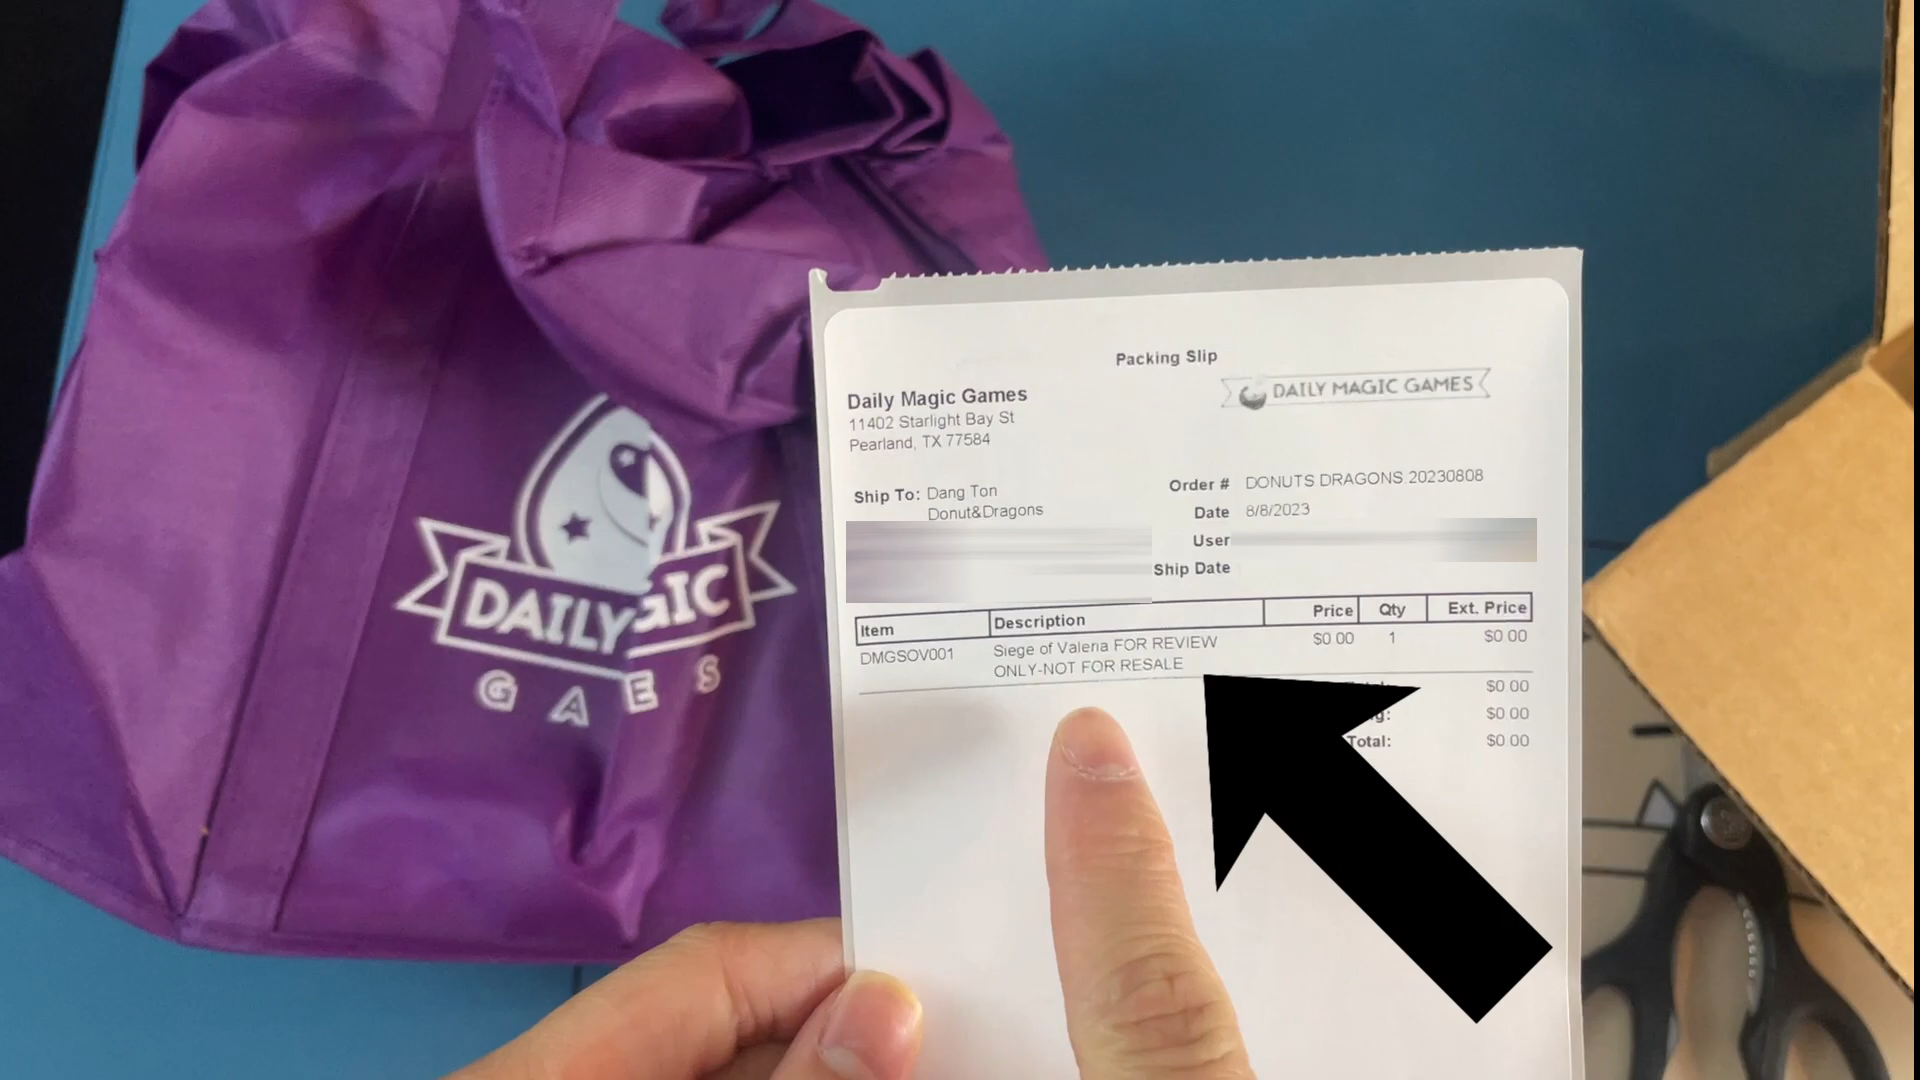 Packing Slip
Daily Magic Games
DAILY MAGIC GAMES
11402 Starlight Bay St
Pearland, TX 77584
Ship To: Dang Ton
Donut&Dragons
Order # DONUTS.DRAGONS.20230808
Date 8/8/2023
User
Ship Date
Item Description Price Qty Ext. Price
DMGSOV001 Siege of Valeria FOR REVIEW $0.00 1 $0.00
ONLY-NOT FOR RESALE
$0.00
$0.00
Total: $0.00
DAILY
GAMES